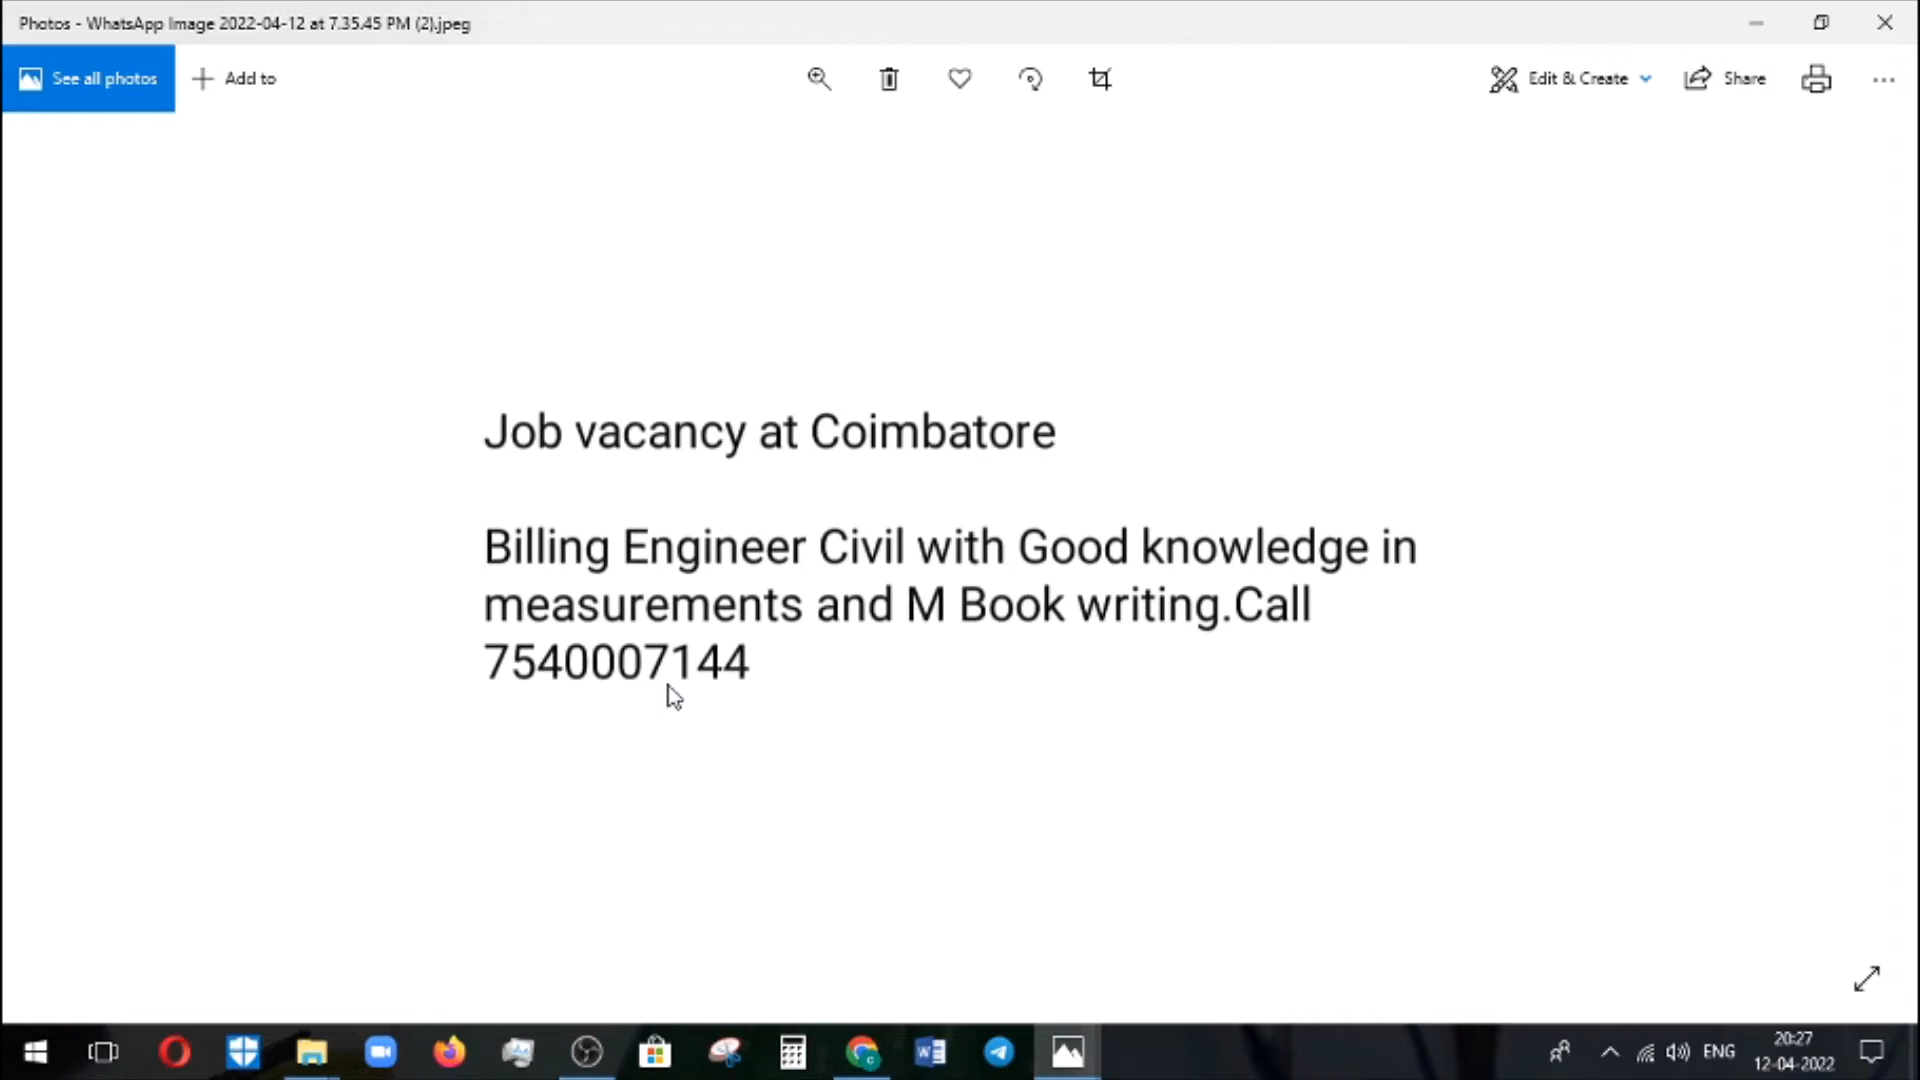 Photos - WhatsApp Image 2022-04-12 at 7.35.45 PM (2).jpeg
See all photos
Add to
Edit & Create
Share
Job vacancy at Coimbatore
Billing Engineer Civil with Good knowledge in
measurements and M Book writing.Call
7540007144
ENG
20:27
12-04-2022